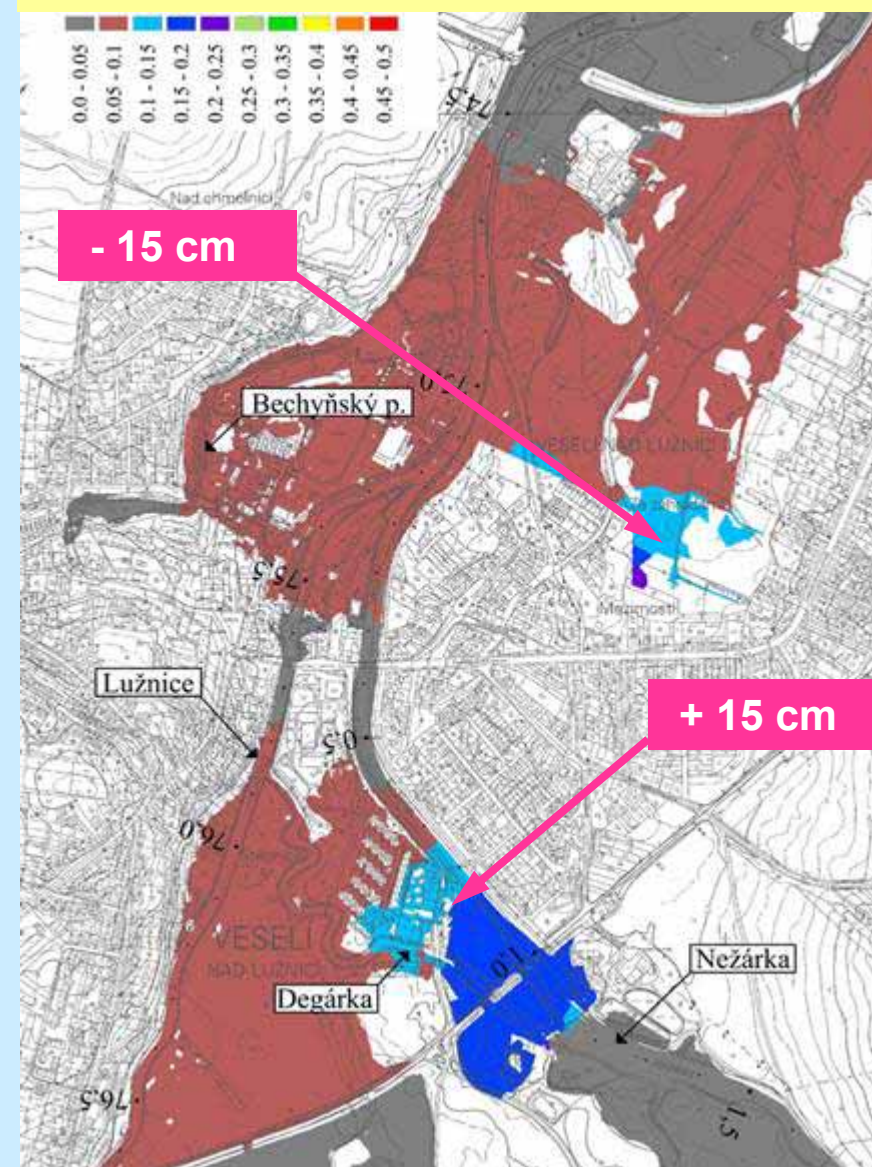 0.0 - 0.05
0.05 - 0.1
0.1 - 0.15
0.15 - 0.2
0.2 - 0.25
0.25 - 0.3
0.3 - 0.35
0.35 - 0.4
0.4 - 0.45
0.45 - 0.5
74,5
Nad chmelnicí
- 15 cm
75,0
Bechyňský p.
VESELÍ NAD LUŽNICÍ
75,5
Mezimostí
Lužnice
+ 15 cm
0,5
76,0
VESELÍ
NAD LUŽNICÍ
1,0
Nežárka
Degárka
76,5
1,5